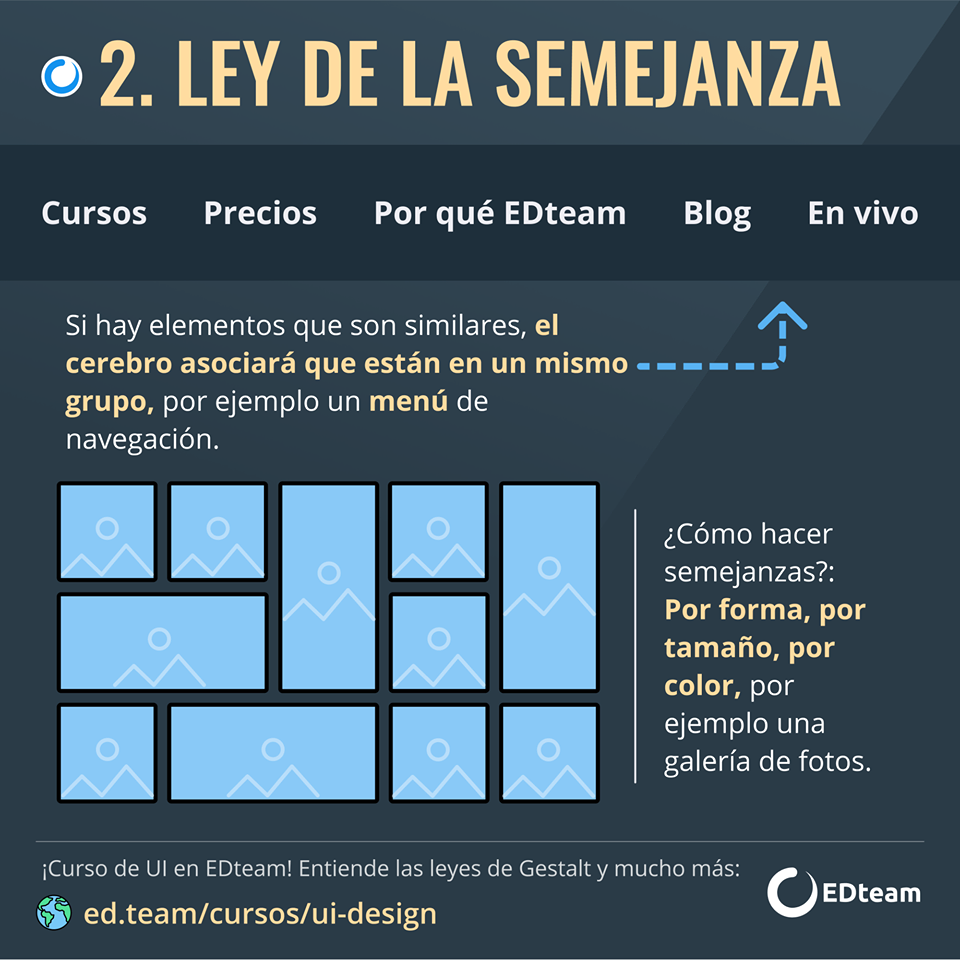 2. LEY DE LA SEMEJANZA
Cursos Precios Por qué EDteam Blog En vivo
Si hay elementos que son similares, el
cerebro asociará que están en un mismo
grupo, por ejemplo un menú de
navegación.
¿Cómo hacer
semejanzas?:
Por forma, por
tamaño, por
color, por
ejemplo una
galería de fotos.
¡Curso de UI en EDteam! Entiende las leyes de Gestalt y mucho más:
ed.team/cursos/ui-design
EDteam